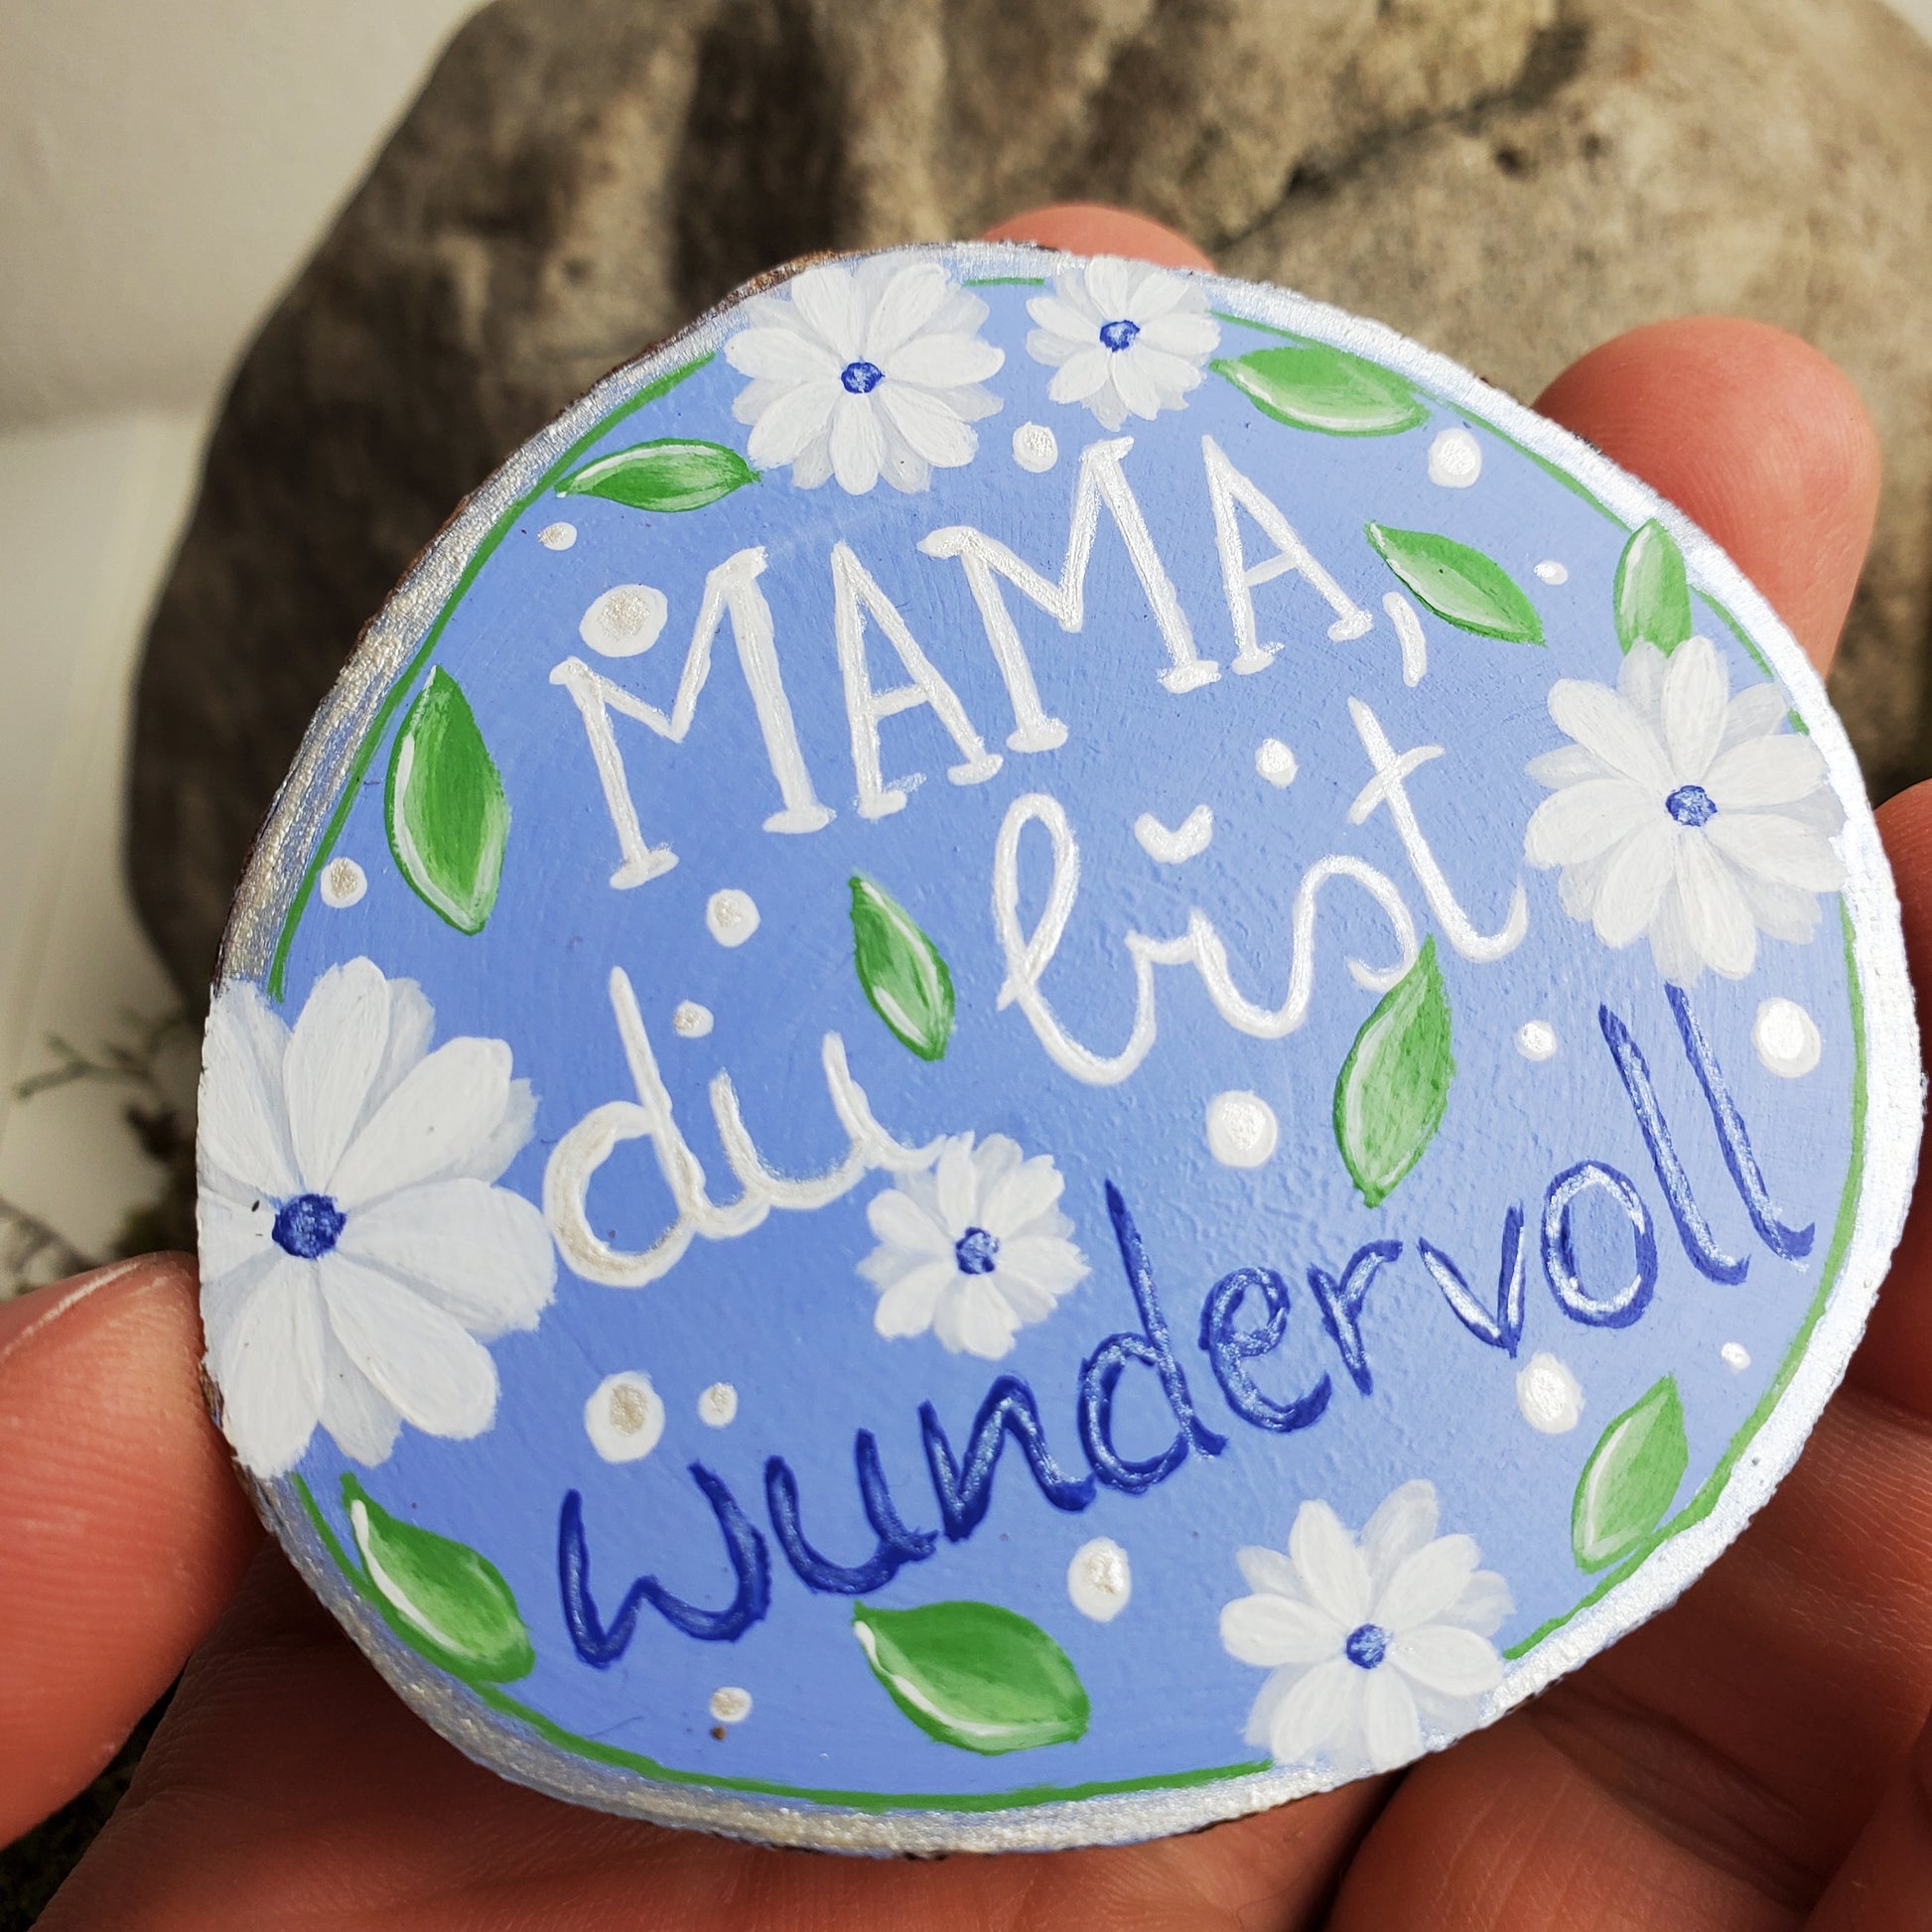 MAMA,
du bist
wundervoll